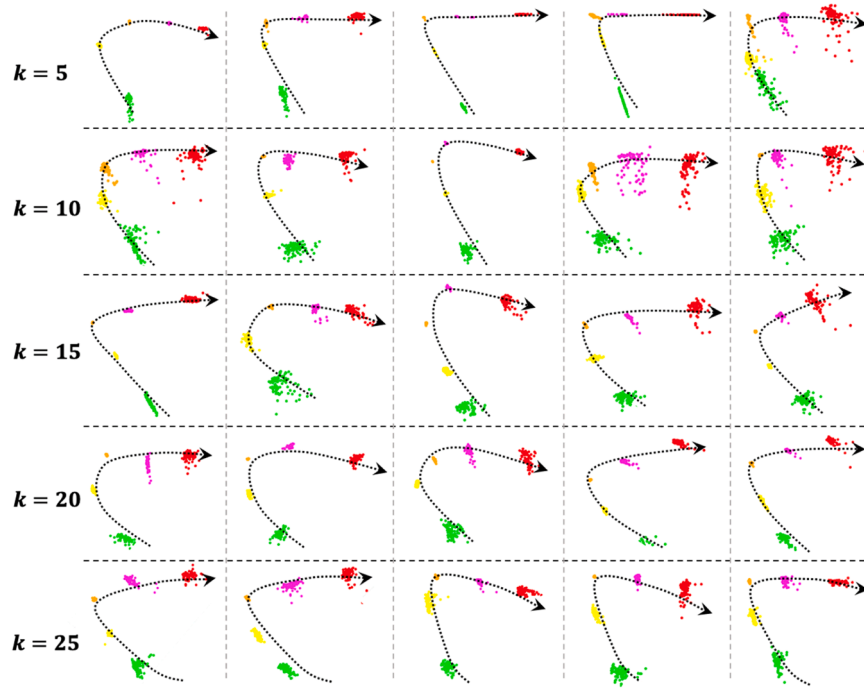 k = 5
k = 10
k = 15
k = 20
k = 25